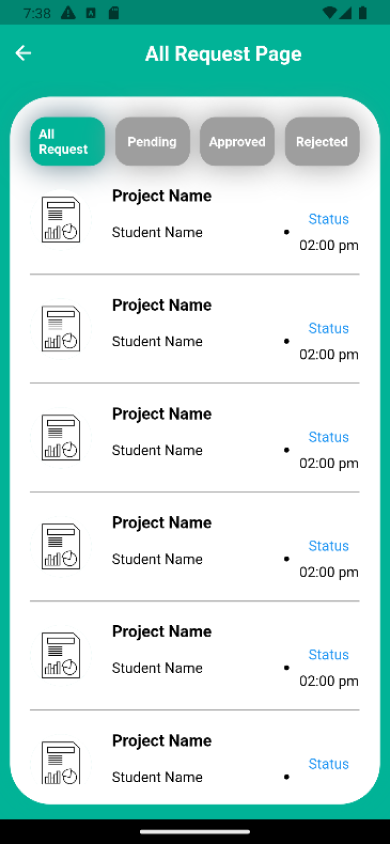 7:38
All Request Page
All
Request
Pending
Approved
Rejected
Project Name
Status
Student Name
02:00 pm
Project Name
Status
Student Name
02:00 pm
Project Name
Status
Student Name
02:00 pm
Project Name
Status
Student Name
02:00 pm
Project Name
Status
Student Name
02:00 pm
Project Name
Status
Student Name